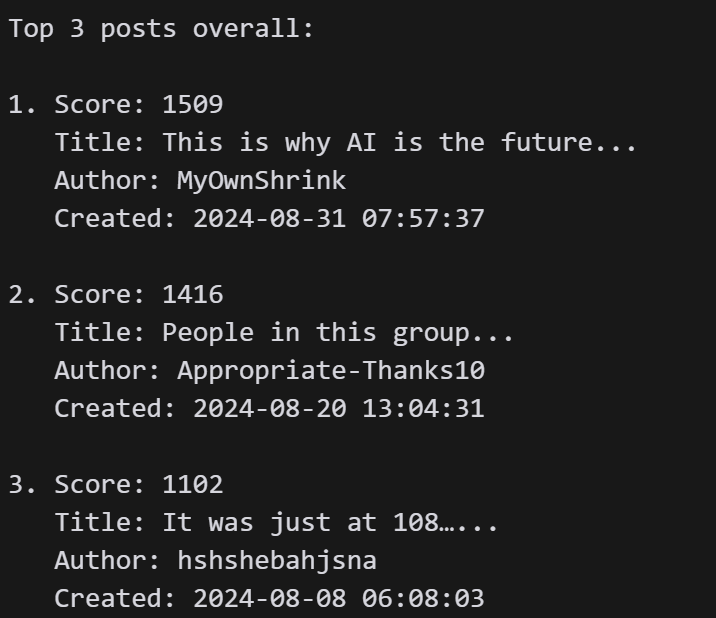 Top 3 posts overall:
1. Score: 1509
Title: This is why AI is the future...
Author: MyOwnShrink
Created: 2024-08-31 07:57:37
2. Score: 1416
Title: People in this group...
Author: Appropriate-Thanks10
Created: 2024-08-20 13:04:31
3. Score: 1102
Title: It was just at 108…...
Author: hshshebahjsna
Created: 2024-08-08 06:08:03